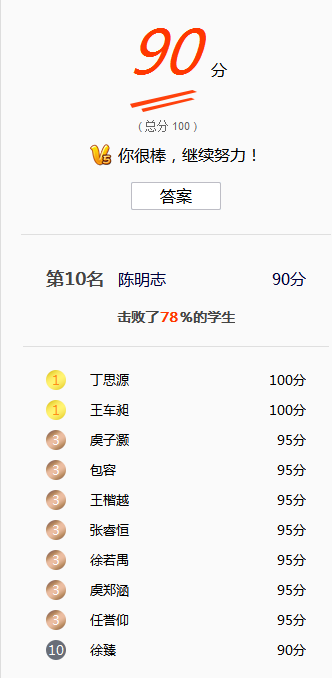 90 分
( 总分 100 )
V5 你很棒，继续努力！
答案
第10名 陈明志 90分
击败了78%的学生
1 丁思源 100分
1 王车昶 100分
3 虞子灏 95分
3 包容 95分
3 王楷越 95分
3 张睿恒 95分
3 徐若禺 95分
3 虞郑涵 95分
3 任誉仰 95分
10 徐臻 90分